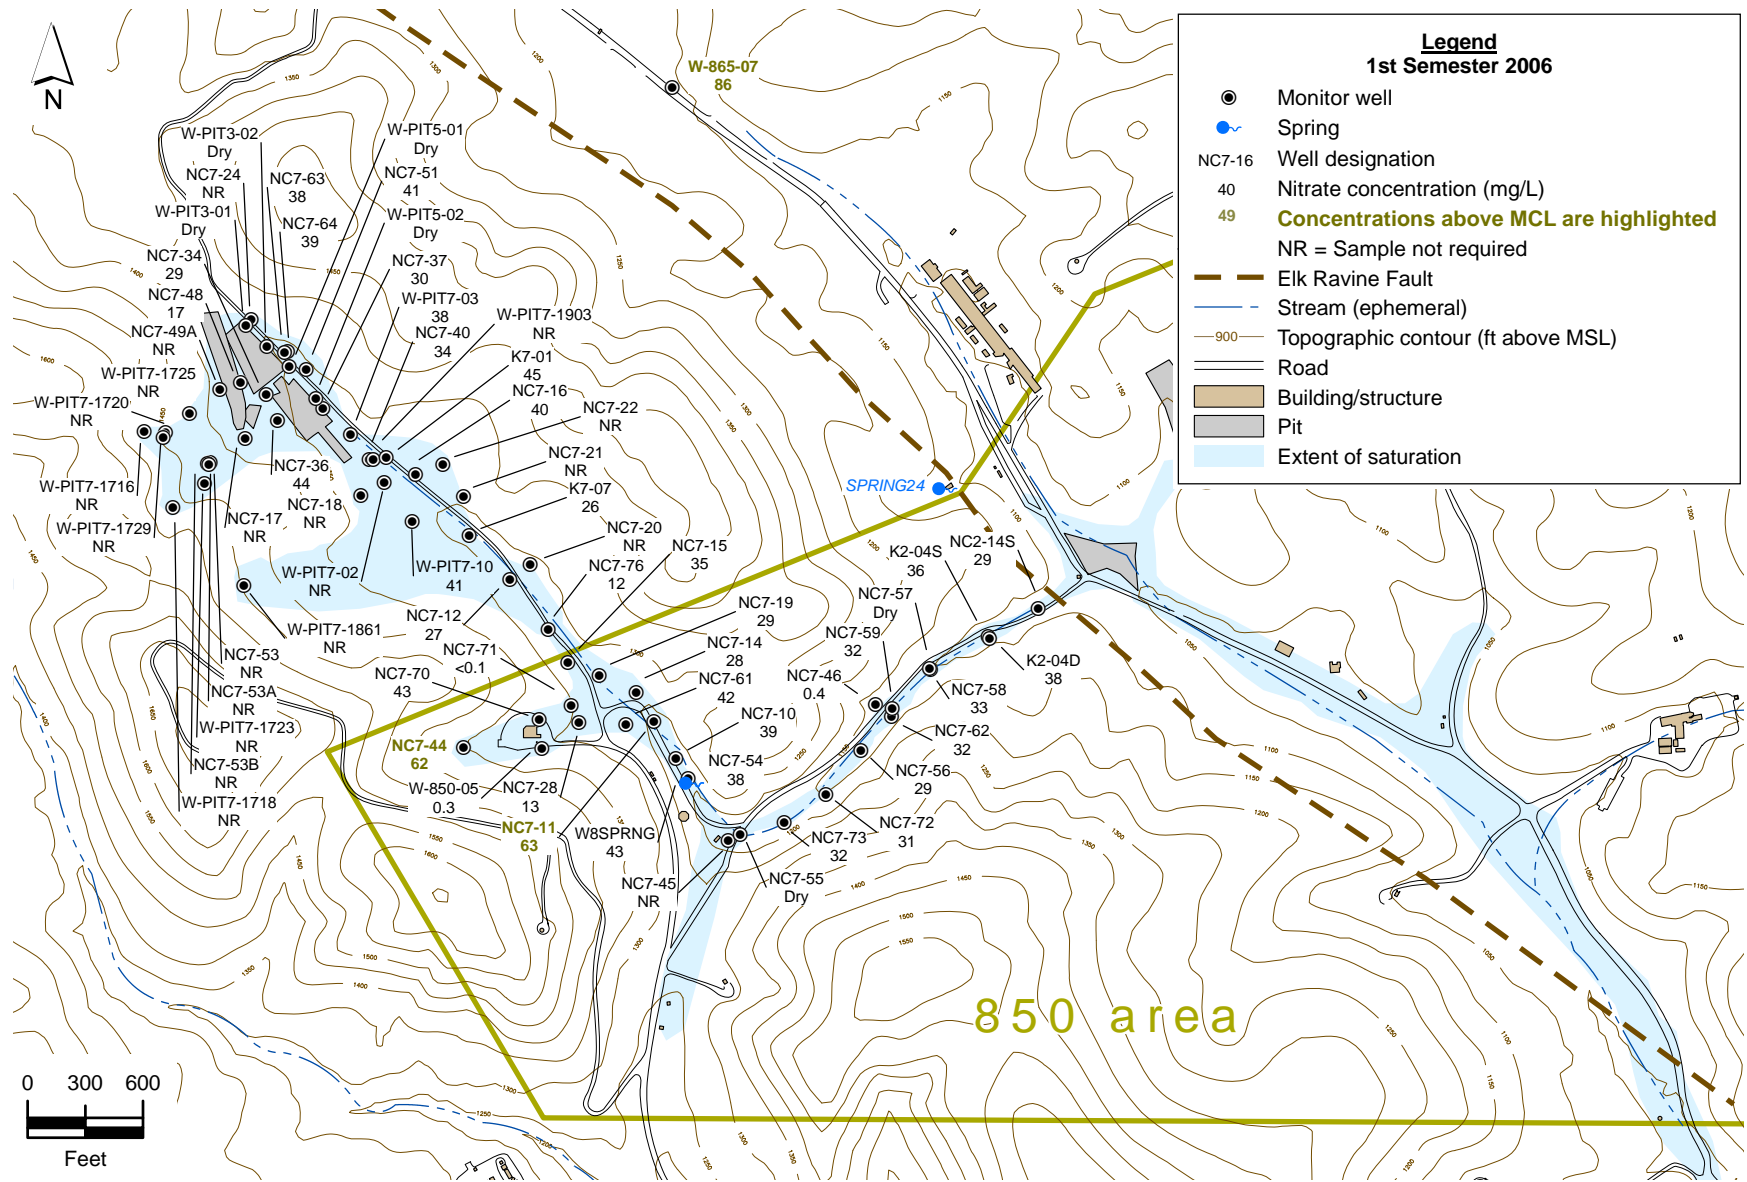 Legend
1st Semester 2006
Monitor well
Spring
NC7-16 Well designation
40 Nitrate concentration (mg/L)
49 Concentrations above MCL are highlighted
NR = Sample not required
Elk Ravine Fault
Stream (ephemeral)
900 Topographic contour (ft above MSL)
Road
Building/structure
Pit
Extent of saturation
N
W-865-07
86
W-PIT3-02
Dry
W-PIT5-01
Dry
NC7-24
NR
NC7-63
38
NC7-51
41
W-PIT3-01
Dry
NC7-64
39
W-PIT5-02
Dry
NC7-34
29
NC7-37
30
NC7-48
17
W-PIT7-03
38
W-PIT7-1903
NR
NC7-49A
NR
NC7-40
34
K7-01
45
W-PIT7-1725
NR
NC7-16
40
W-PIT7-1720
NR
NC7-22
NR
NC7-21
NR
NC7-36
44
W-PIT7-1716
NR
K7-07
26
NC7-18
NR
W-PIT7-1729
NR
NC7-17
NR
NC7-20
NR
NC7-15
35
SPRING24
NC2-14S
29
K2-04S
36
W-PIT7-02
NR
W-PIT7-10
41
NC7-76
12
NC7-57
Dry
NC7-12
27
NC7-19
29
W-PIT7-1861
NR
NC7-59
32
NC7-53
NR
NC7-71
<0.1
NC7-14
28
K2-04D
38
NC7-70
43
NC7-61
42
NC7-46
0.4
NC7-53A
NR
NC7-58
33
W-PIT7-1723
NR
NC7-10
39
NC7-62
32
NC7-44
62
NC7-53B
NR
NC7-54
38
NC7-56
29
W-850-05
0.3
NC7-28
13
W-PIT7-1718
NR
NC7-11
63
W8SPRNG
43
NC7-73
32
NC7-72
31
NC7-45
NR
NC7-55
Dry
850 area
0 300 600
Feet